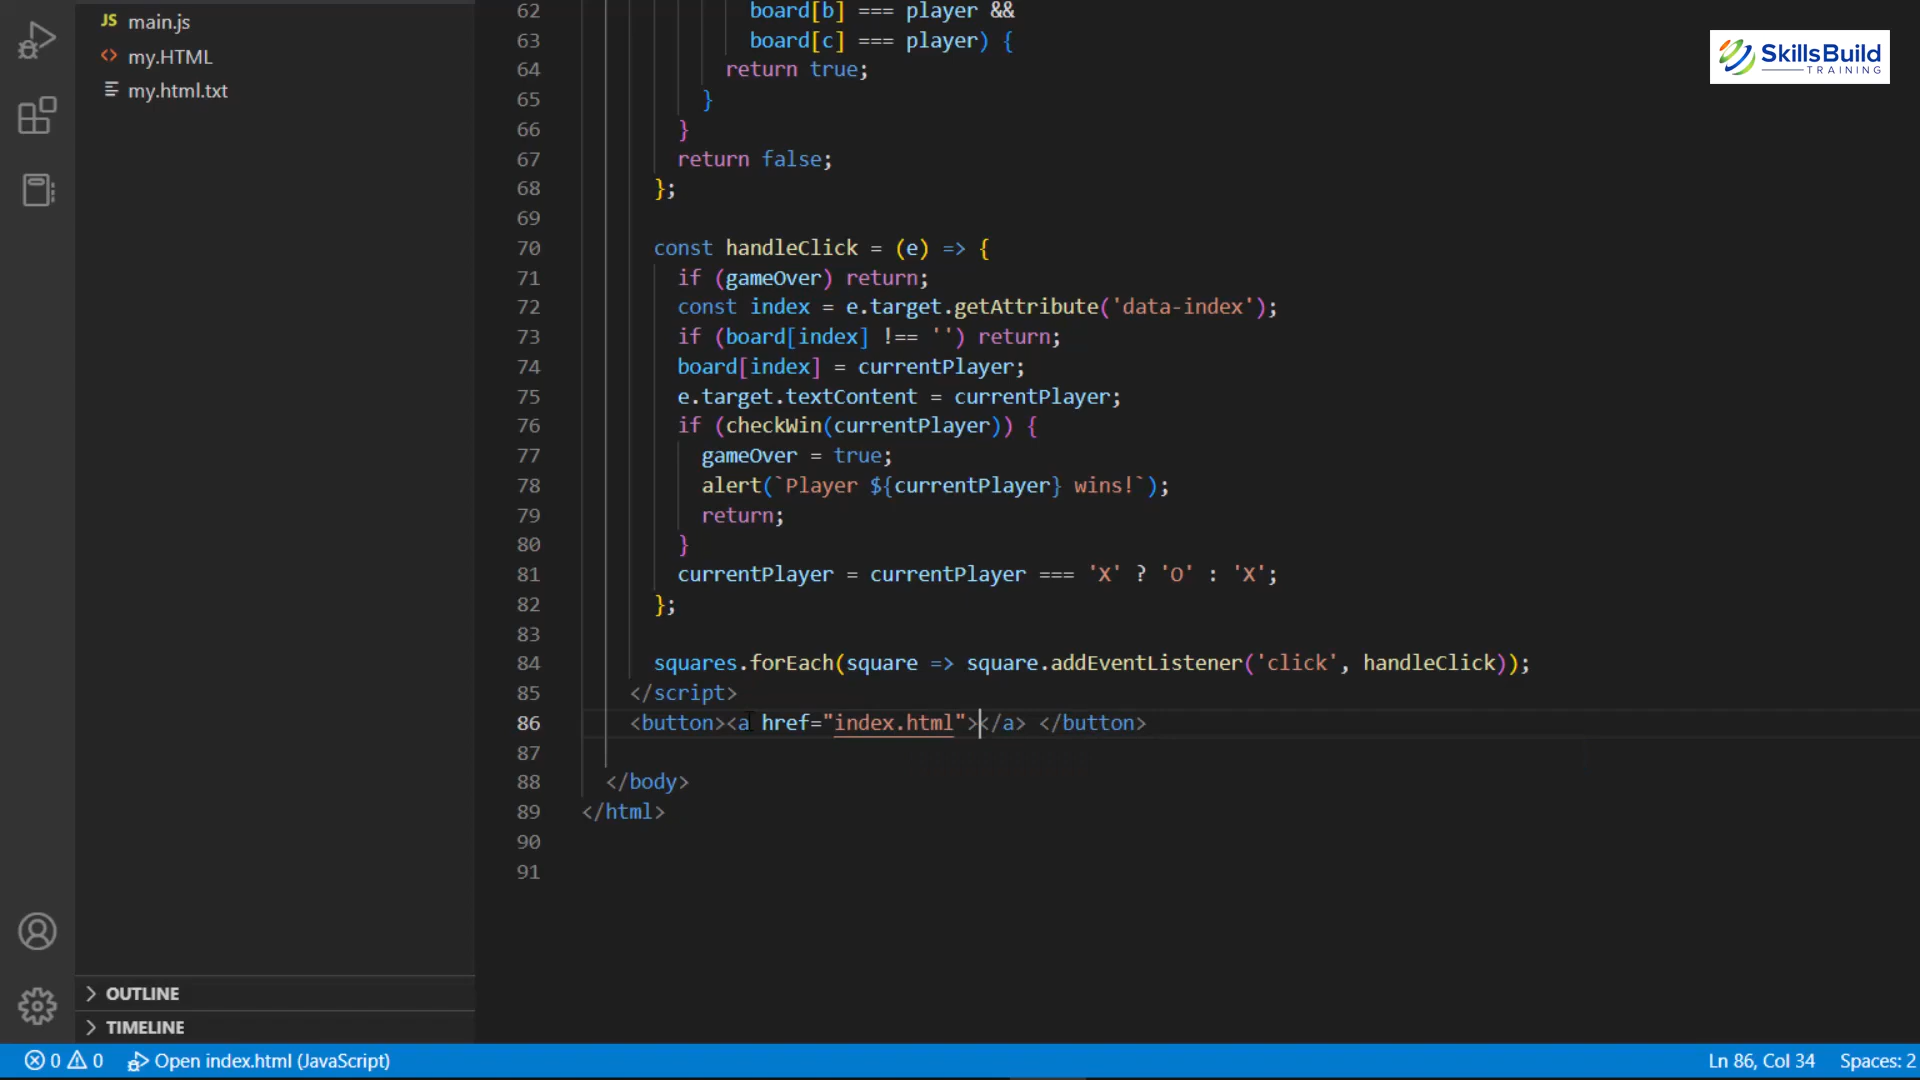 JS main.js
<> my.HTML
my.html.txt
SkillsBuild
TRAINING
62 board[b] === player &&
63 board[c] === player) {
64 return true;
65 }
66 }
67 return false;
68 };
69
70 const handleClick = (e) => {
71 if (gameOver) return;
72 const index = e.target.getAttribute('data-index');
73 if (board[index] !== '') return;
74 board[index] = currentPlayer;
75 e.target.textContent = currentPlayer;
76 if (checkWin(currentPlayer)) {
77 gameOver = true;
78 alert(`Player ${currentPlayer} wins!`);
79 return;
80 }
81 currentPlayer = currentPlayer === 'X' ? 'O' : 'X';
82 };
83
84 squares.forEach(square => square.addEventListener('click', handleClick));
85 </script>
86 <button><a href="index.html"></a> </button>
87
88 </body>
89 </html>
90
91
OUTLINE
TIMELINE
0 0 Open index.html (JavaScript)
Ln 86, Col 34 Spaces: 2